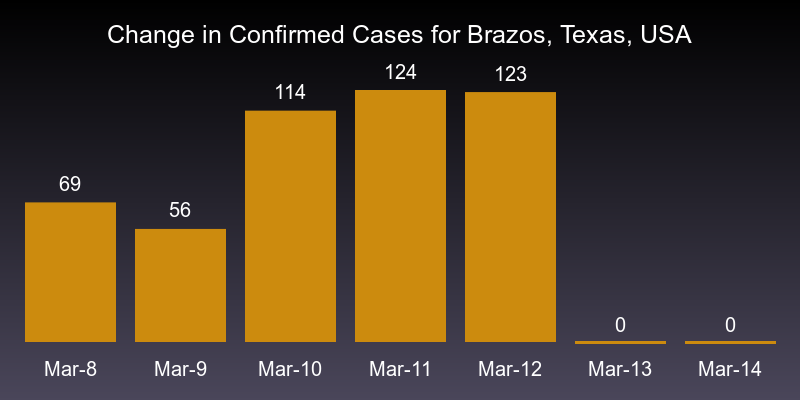 Change in Confirmed Cases for Brazos, Texas, USA
69
56
114
124
123
0
0
Mar-8
Mar-9
Mar-10
Mar-11
Mar-12
Mar-13
Mar-14